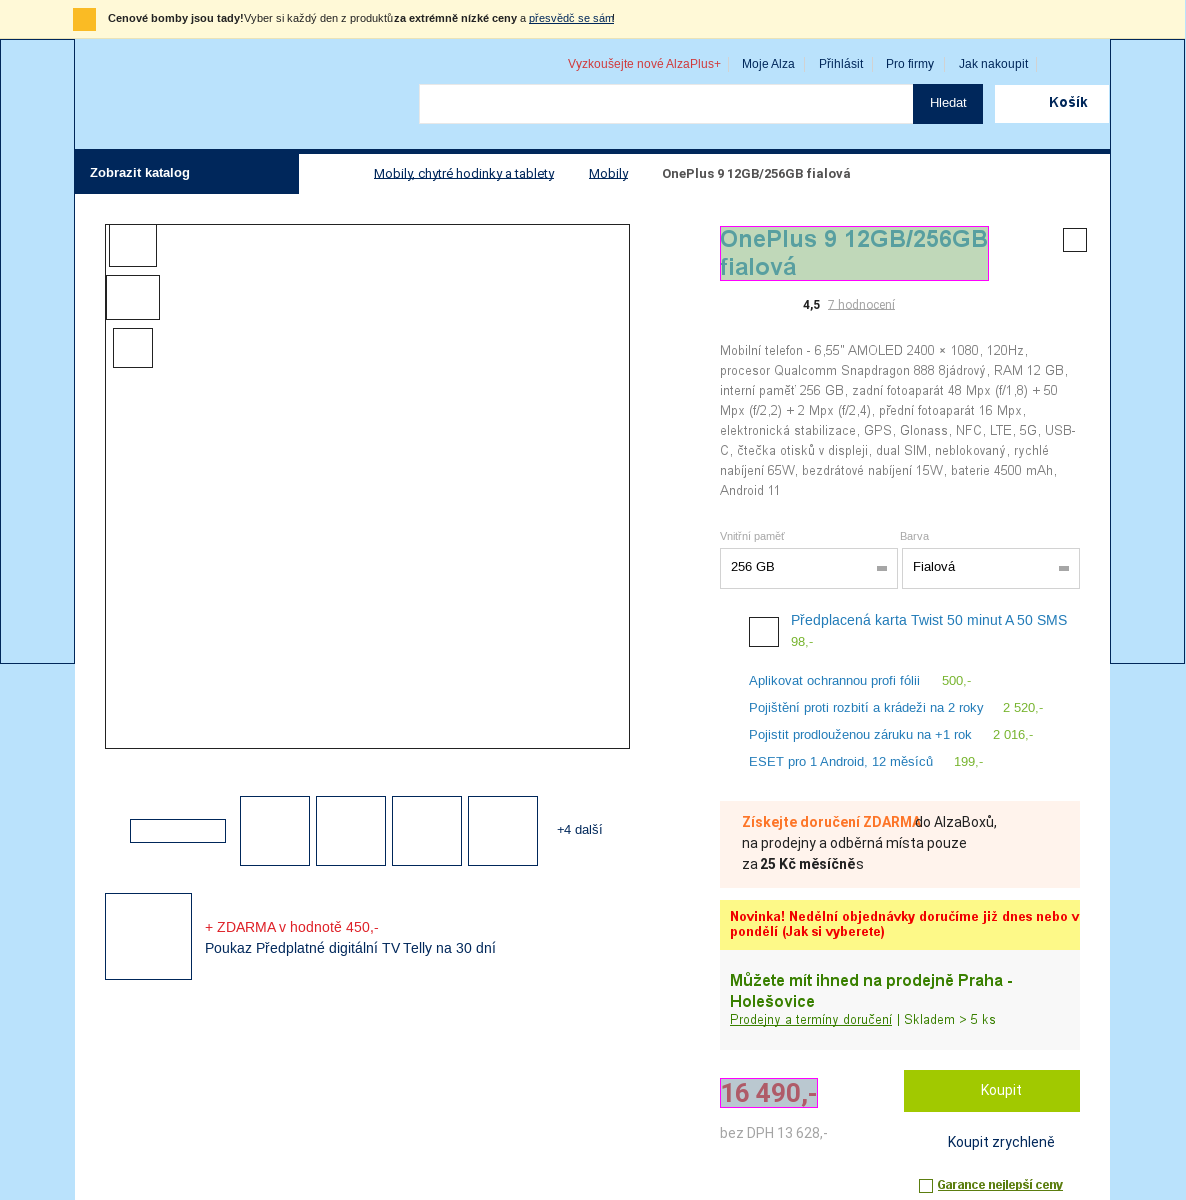 Cenové bomby jsou tady! Vyber si každý den z produktů za extrémně nízké ceny a přesvědč se sám!
Vyzkoušejte nové AlzaPlus+ Moje Alza Přihlásit Pro firmy Jak nakoupit
Hledat Košík
Zobrazit katalog Mobily, chytré hodinky a tablety Mobily OnePlus 9 12GB/256GB fialová
OnePlus 9 12GB/256GB
fialová
4,5 7 hodnocení
Mobilní telefon - 6,55" AMOLED 2400 × 1080, 120Hz,
procesor Qualcomm Snapdragon 888 8jádrový, RAM 12 GB,
interní paměť 256 GB, zadní fotoaparát 48 Mpx (f/1,8) + 50
Mpx (f/2,2) + 2 Mpx (f/2,4), přední fotoaparát 16 Mpx,
elektronická stabilizace, GPS, Glonass, NFC, LTE, 5G, USB-
C, čtečka otisků v displeji, dual SIM, neblokovaný, rychlé
nabíjení 65W, bezdrátové nabíjení 15W, baterie 4500 mAh,
Android 11
Vnitřní paměť Barva
256 GB Fialová
Předplacená karta Twist 50 minut A 50 SMS
98,-
Aplikovat ochrannou profi fólii 500,-
Pojištění proti rozbití a krádeži na 2 roky 2 520,-
Pojistit prodlouženou záruku na +1 rok 2 016,-
ESET pro 1 Android, 12 měsíců 199,-
+4 další
+ ZDARMA v hodnotě 450,-
Poukaz Předplatné digitální TV Telly na 30 dní
Získejte doručení ZDARMA do AlzaBoxů,
na prodejny a odběrná místa pouze
za 25 Kč měsíčně s
Novinka! Nedělní objednávky doručíme již dnes nebo v
pondělí (Jak si vyberete)
Můžete mít ihned na prodejně Praha -
Holešovice
Prodejny a termíny doručení | Skladem > 5 ks
16 490,- Koupit
bez DPH 13 628,-
Koupit zrychleně
Garance nejlepší ceny